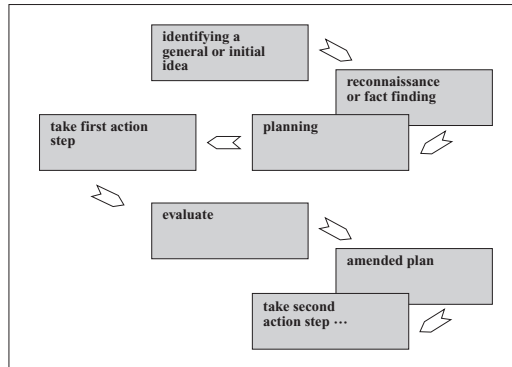 identifying a
general or initial
idea
reconnaissance
or fact finding
planning
take first action
step
evaluate
amended plan
take second
action step ···